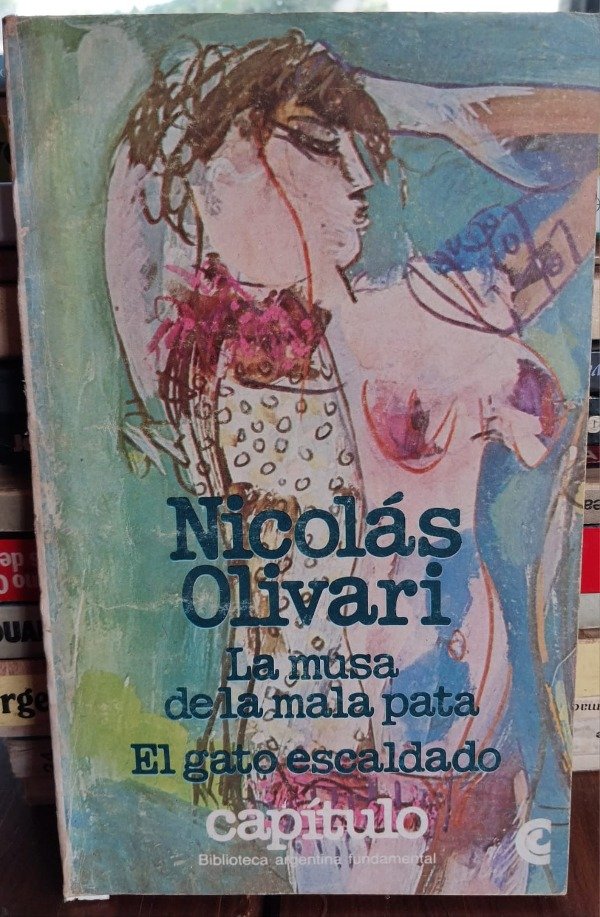 Nicolás
Olivari
La musa
de la mala pata
El gato escaldado
capítulo
Biblioteca argentina fundamental